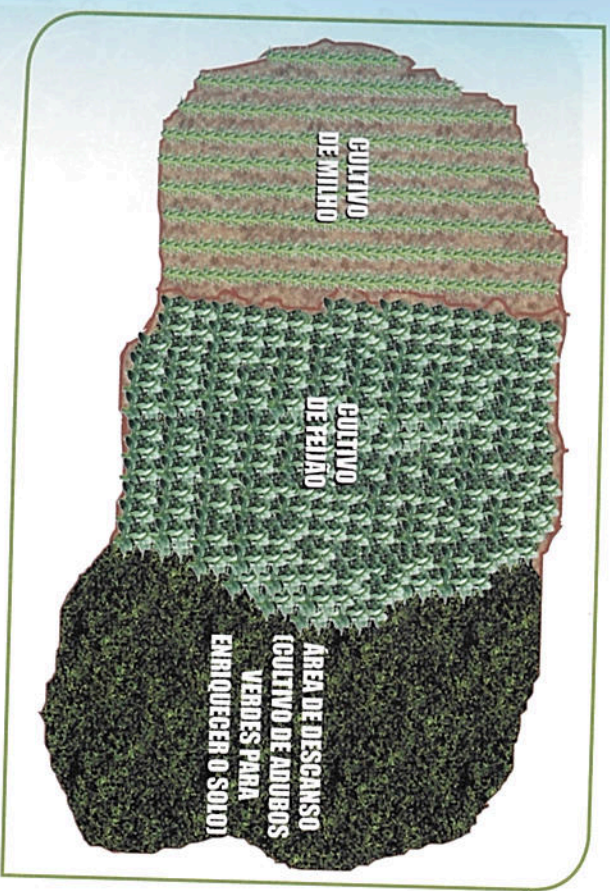 CULTIVO
DE MILHO
CULTIVO
DE FEIJÃO
ÁREA DE DESCANSO
(CULTIVO DE ADUBOS
VERDES PARA
ENRIQUECER O SOLO)